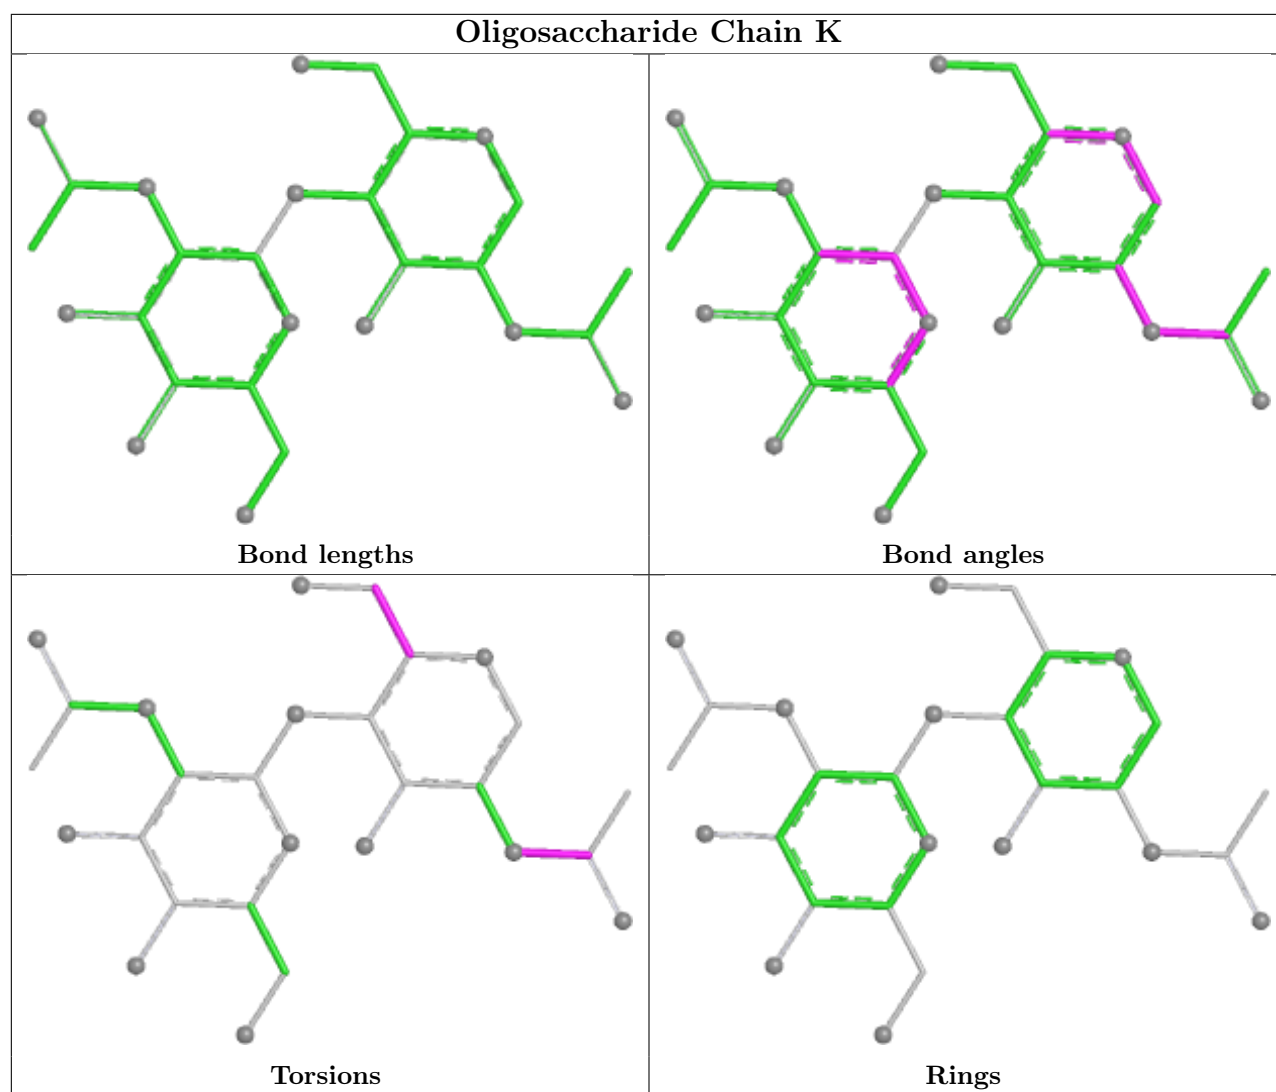 Oligosaccharide Chain K
Bond lengths
Bond angles
Torsions
Rings